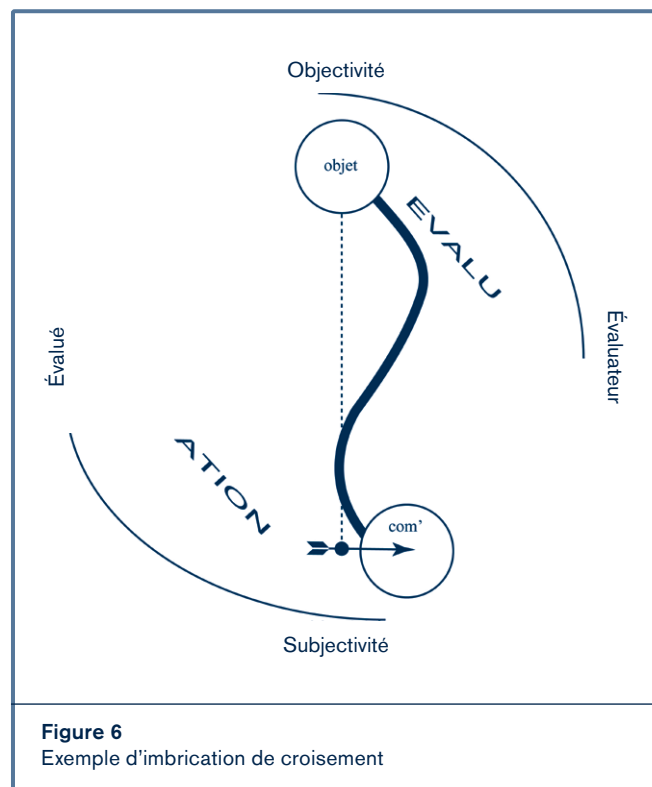 Objectivité
objet
EVALU
Évalué
Évaluateur
ATION
com'
Subjectivité
Figure 6
Exemple d'imbrication de croisement